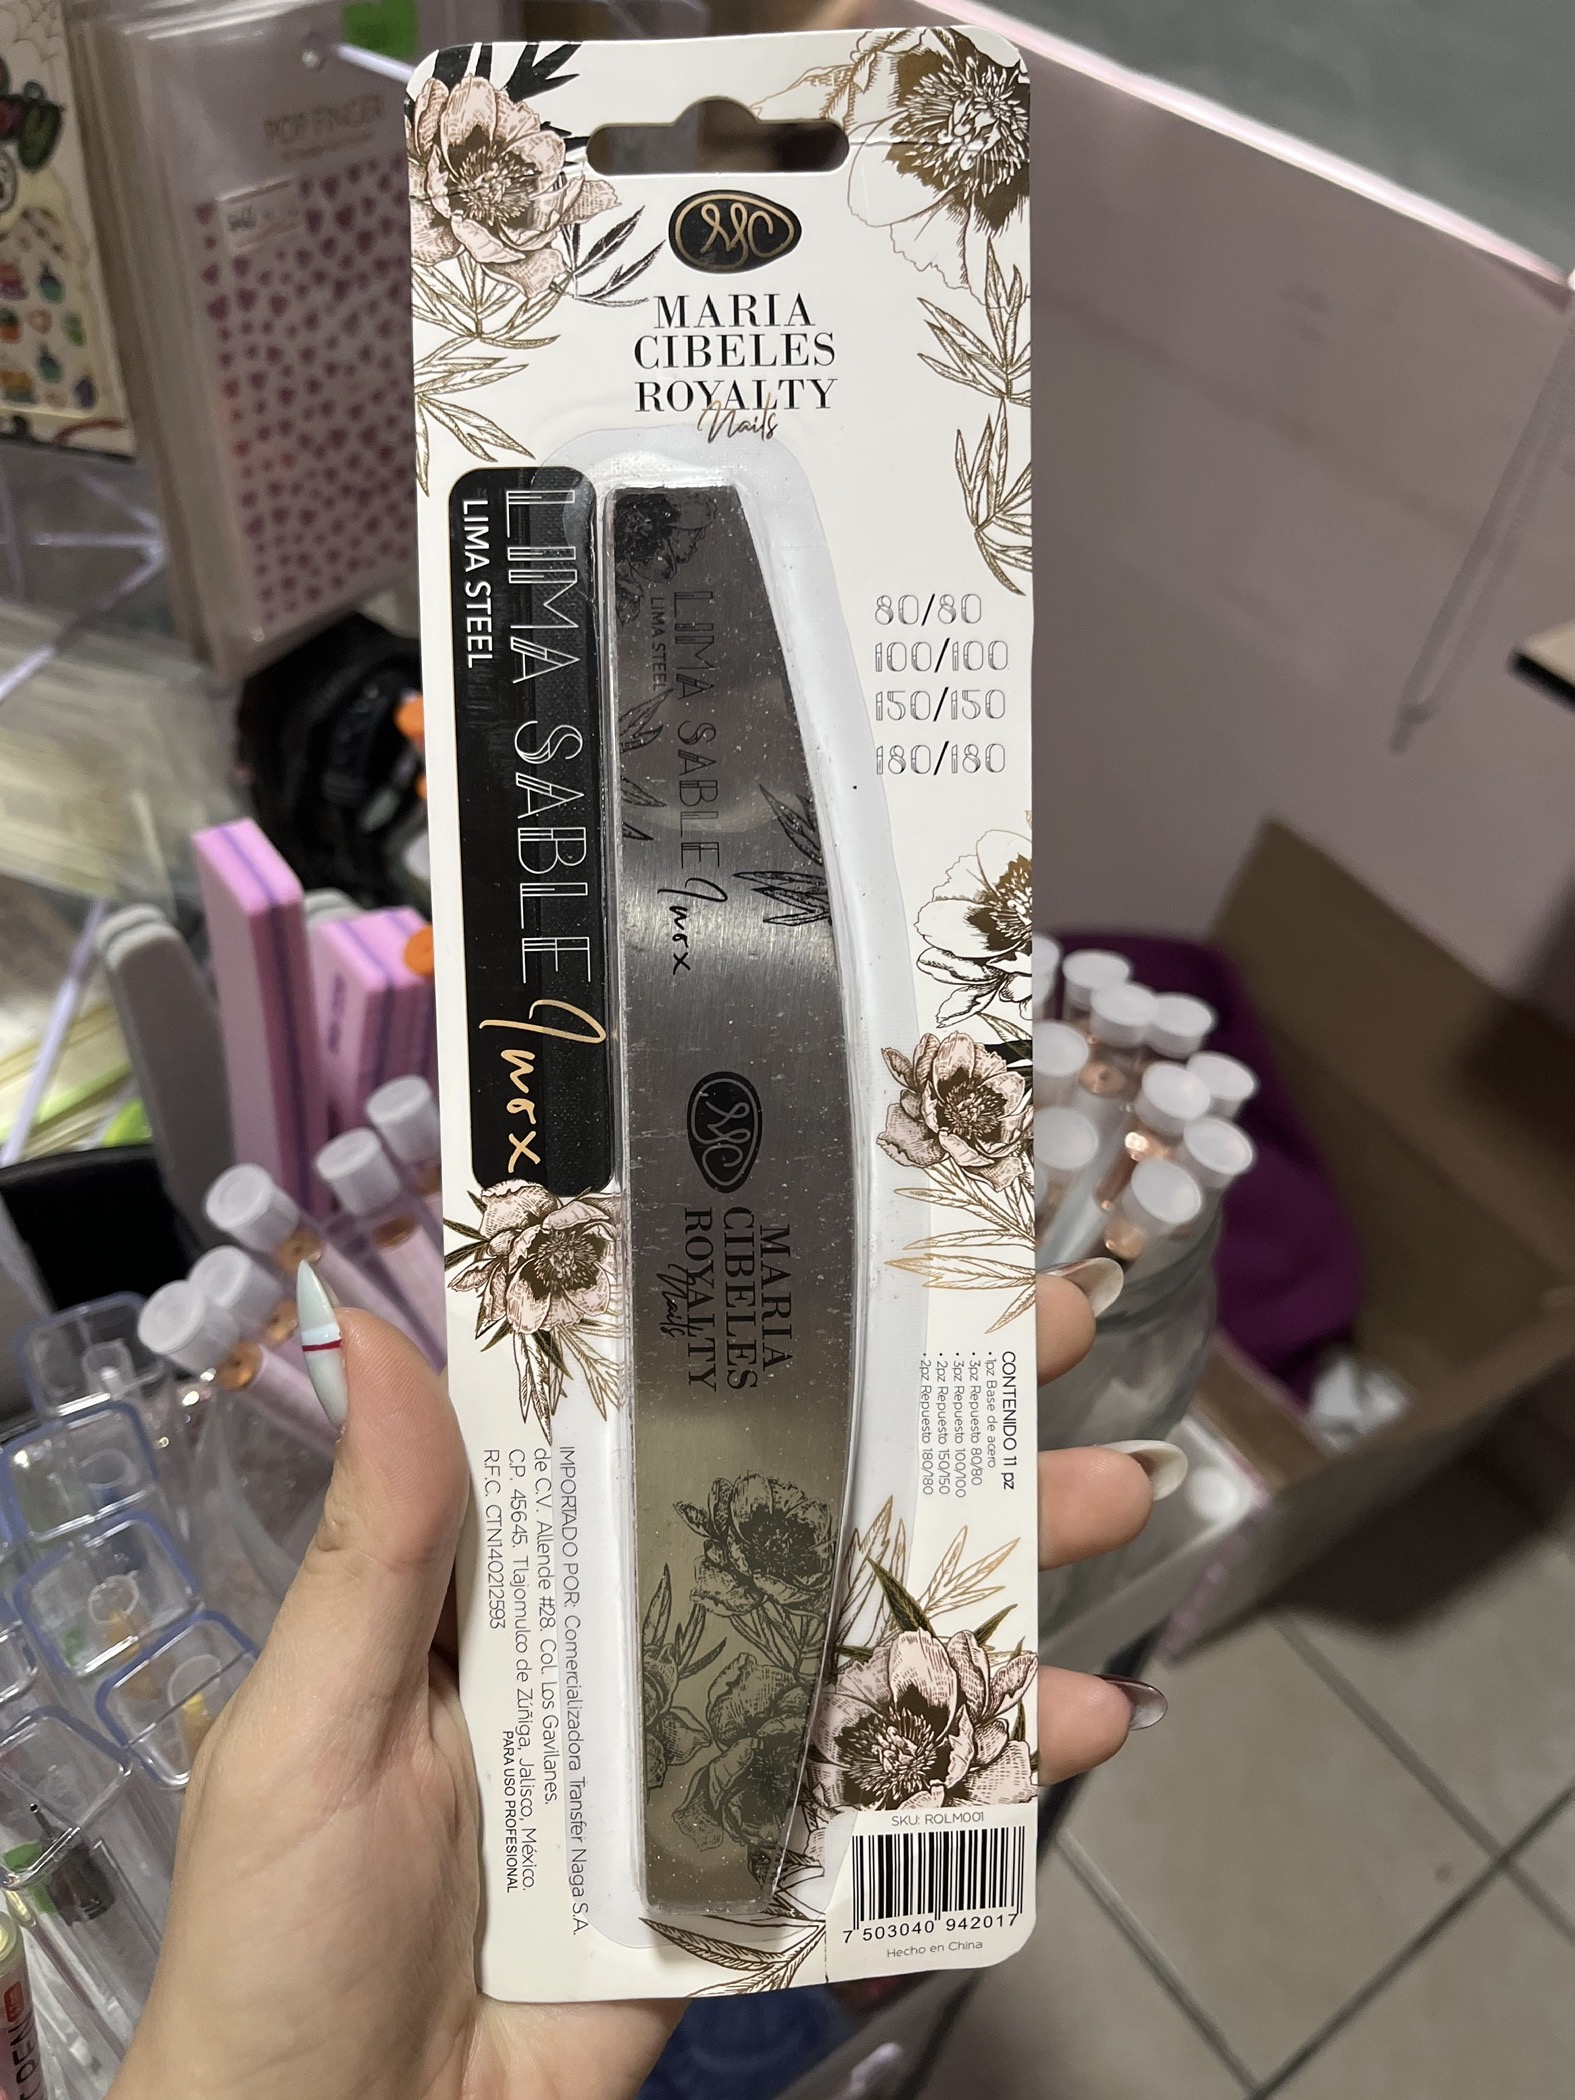 POP FINGER
MARIA
CIBELES
ROYALTY
Nails
LIMA SABLE Inox
LIMA STEEL
LIMA SABLE Inox
LIMA STEEL
MARIA
CIBELES
ROYALTY
Nails
80/80
100/100
150/150
180/180
CONTENIDO 11 pz
• 1pz Base de acero
• 3pz Repuesto 80/80
• 3pz Repuesto 100/100
• 2pz Repuesto 150/150
• 2pz Repuesto 180/180
IMPORTADO POR: Comercializadora Transfer Naga S.A.
de C.V. Allende #28. Col. Los Gavilanes.
C.P. 45645. Tlajomulco de Zúñiga, Jalisco, México.
R.F.C. CTN140212593
PARA USO PROFESIONAL
SKU: ROLM001
7 503040 942017
Hecho en China